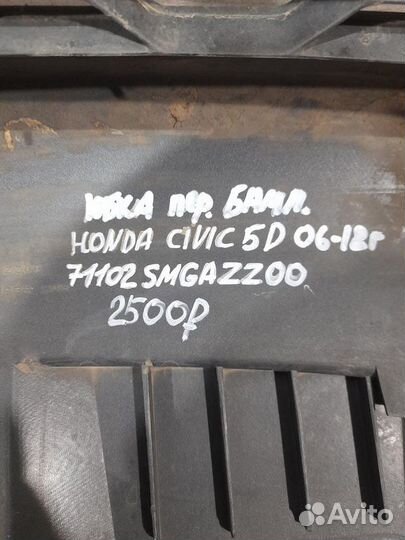 ЮБКА пер. БАМП.
HONDA CIVIC 5D 06-12г
71102SMGAZZ00
2500₽
Avito